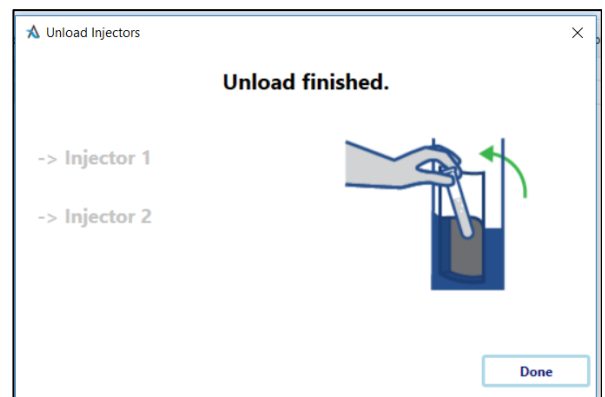 Unload Injectors
Unload finished.
-> Injector 1
-> Injector 2
Done